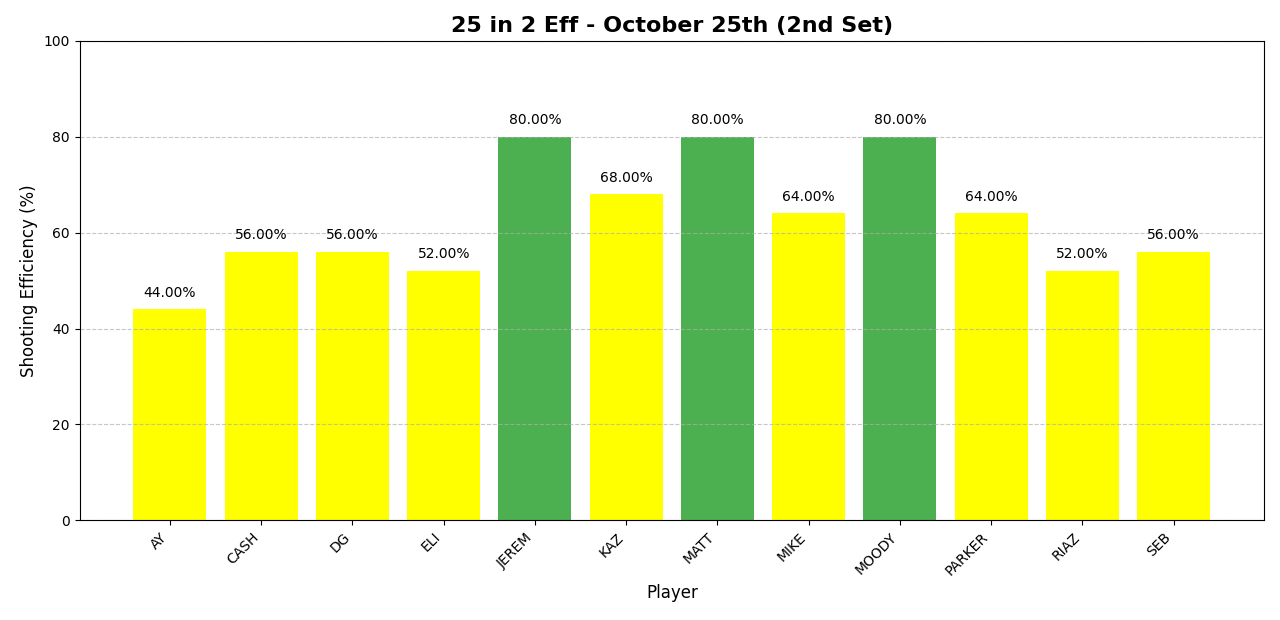 25 in 2 Eff - October 25th (2nd Set)
Shooting Efficiency (%)
100
80
60
40
20
0
44.00%
56.00%
56.00%
52.00%
80.00%
68.00%
80.00%
64.00%
80.00%
64.00%
52.00%
56.00%
AY
CASH
DG
ELI
JEREM
KAZ
MATT
MIKE
MOODY
PARKER
RIAZ
SEB
Player